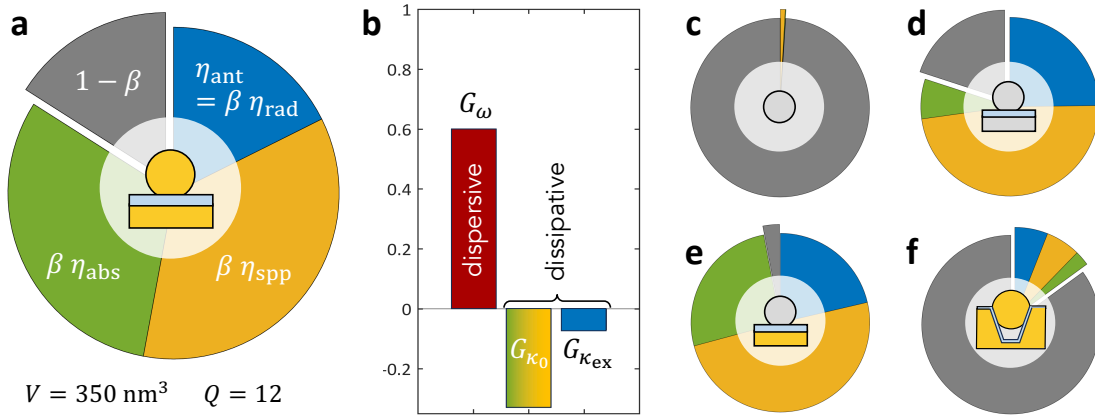 a
1 − β
η_ant
= β η_rad
β η_abs
β η_spp
V = 350 nm³ Q = 12
b
1
0.8
0.6
0.4
0.2
0
-0.2
G_ω
dispersive
dissipative
G_κ₀
G_κ_ex
c
d
e
f